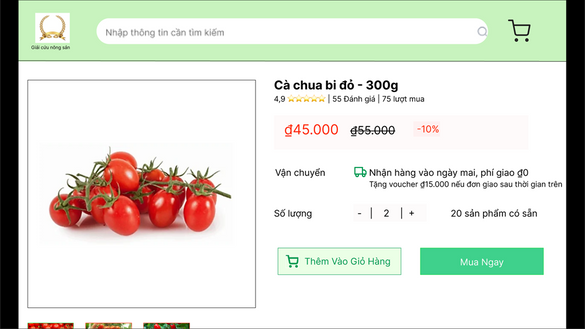 Giải cứu nông sản
Nhập thông tin cần tìm kiếm
Cà chua bi đỏ - 300g
4,9 ⭐⭐⭐⭐⭐ | 55 Đánh giá | 75 lượt mua
₫45.000 ₫55.000 -10%
Vận chuyển
Nhận hàng vào ngày mai, phí giao ₫0
Tặng voucher ₫15.000 nếu đơn giao sau thời gian trên
Số lượng - | 2 | + 20 sản phẩm có sẵn
Thêm Vào Giỏ Hàng
Mua Ngay